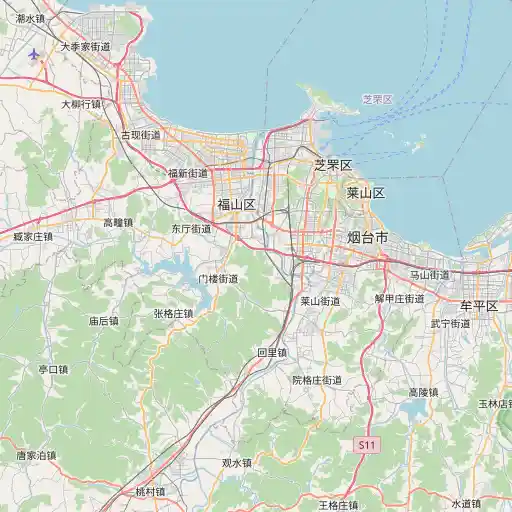 潮水镇
大季家街道
大柳行镇
芝罘区
古现街道
芝罘区
福新街道
莱山区
福山区
高疃镇
东厅街道
臧家庄镇
烟台市
门楼街道
马山街道
莱山街道
解甲庄街道
牟平区
张格庄镇
庙后镇
武宁街道
回里镇
亭口镇
院格庄街道
高陵镇
玉林店镇
S11
唐家泊镇
观水镇
桃村镇
王格庄镇
水道镇